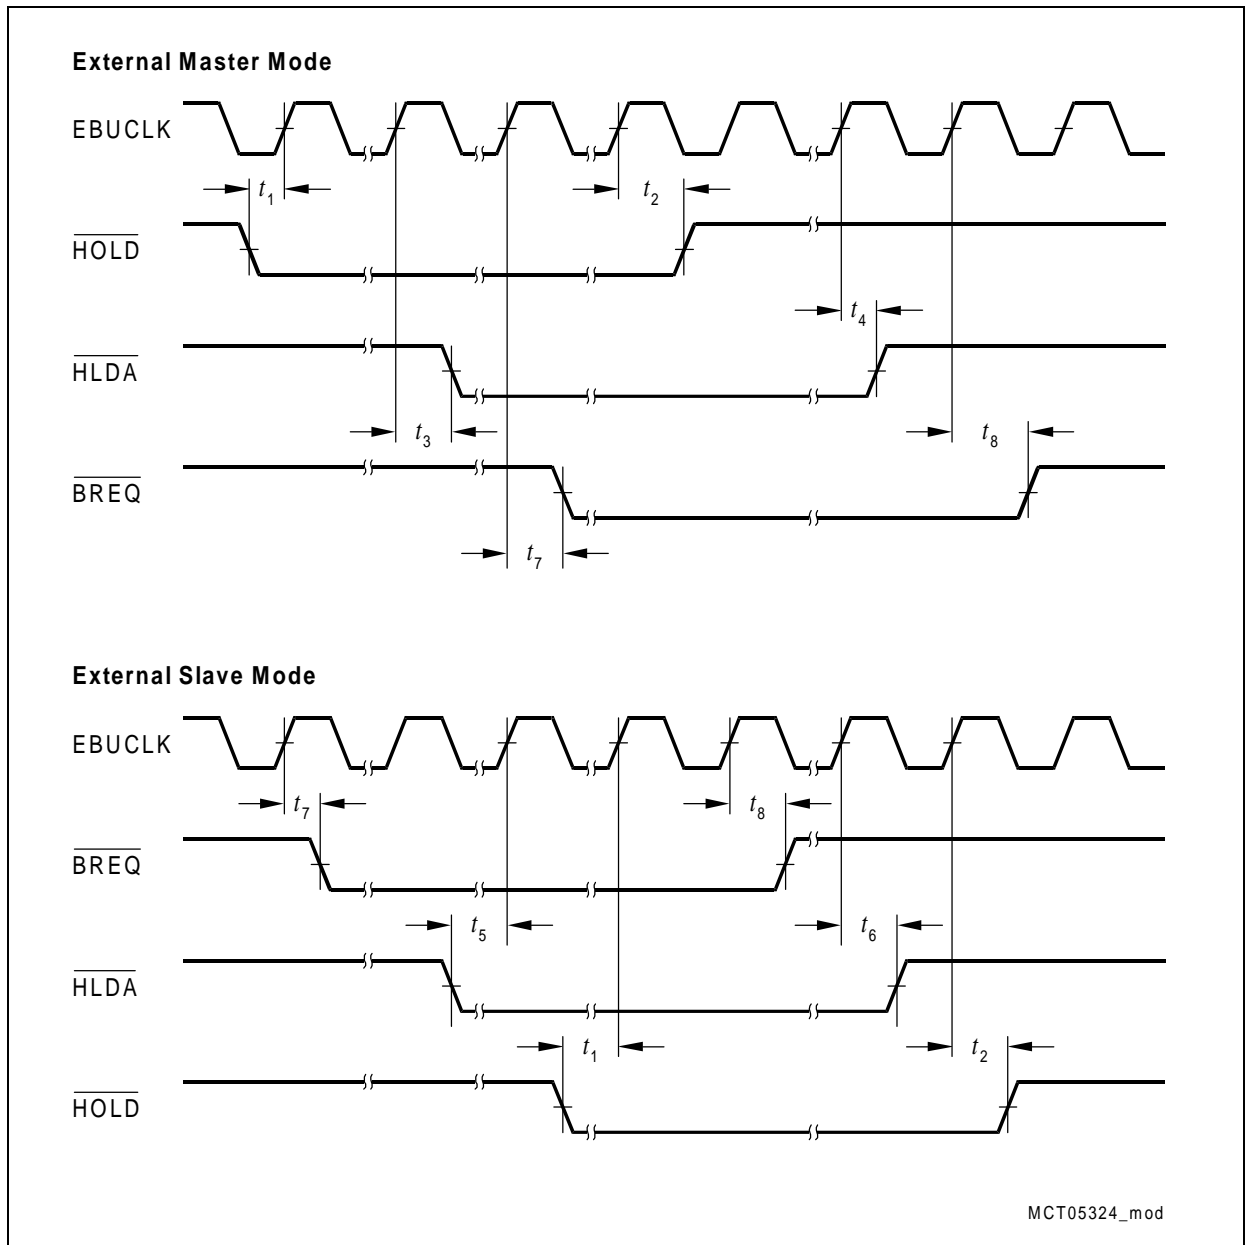 External Master Mode
EBUCLK
t1
t2
HOLD
t4
HLDA
t3
t8
BREQ
t7
External Slave Mode
EBUCLK
t7
t8
BREQ
t5
t6
HLDA
t1
t2
HOLD
MCT05324_mod